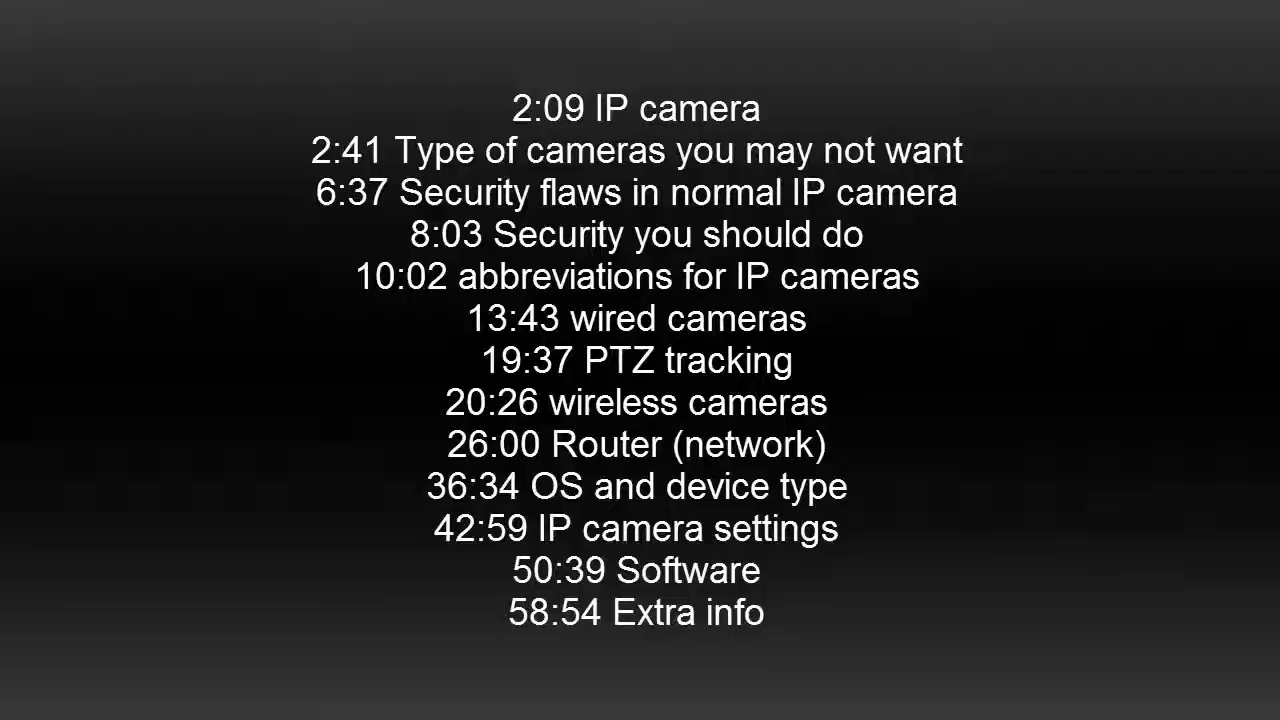 2:09 IP camera
2:41 Type of cameras you may not want
6:37 Security flaws in normal IP camera
8:03 Security you should do
10:02 abbreviations for IP cameras
13:43 wired cameras
19:37 PTZ tracking
20:26 wireless cameras
26:00 Router (network)
36:34 OS and device type
42:59 IP camera settings
50:39 Software
58:54 Extra info